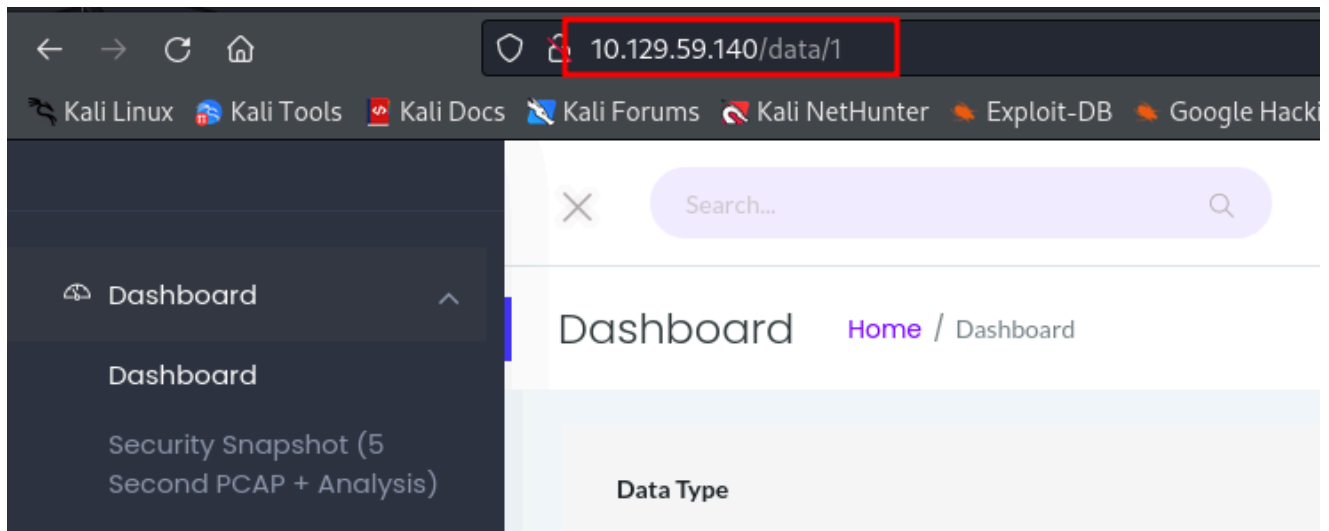 10.129.59.140/data/1
Kali Linux Kali Tools Kali Docs Kali Forums Kali NetHunter Exploit-DB Google Hacki
Search...
Dashboard
Dashboard Home / Dashboard
Dashboard
Security Snapshot (5
Second PCAP + Analysis)
Data Type